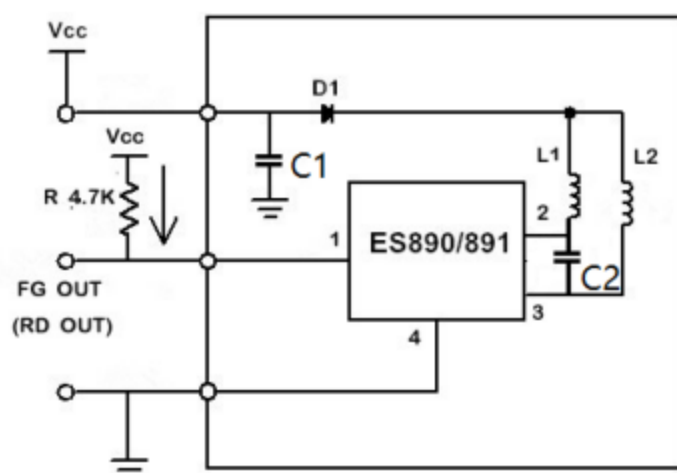 Vcc
D1
Vcc
C1
L1
L2
R 4.7K
2
1
ES890/891
C2
FG OUT
3
(RD OUT)
4